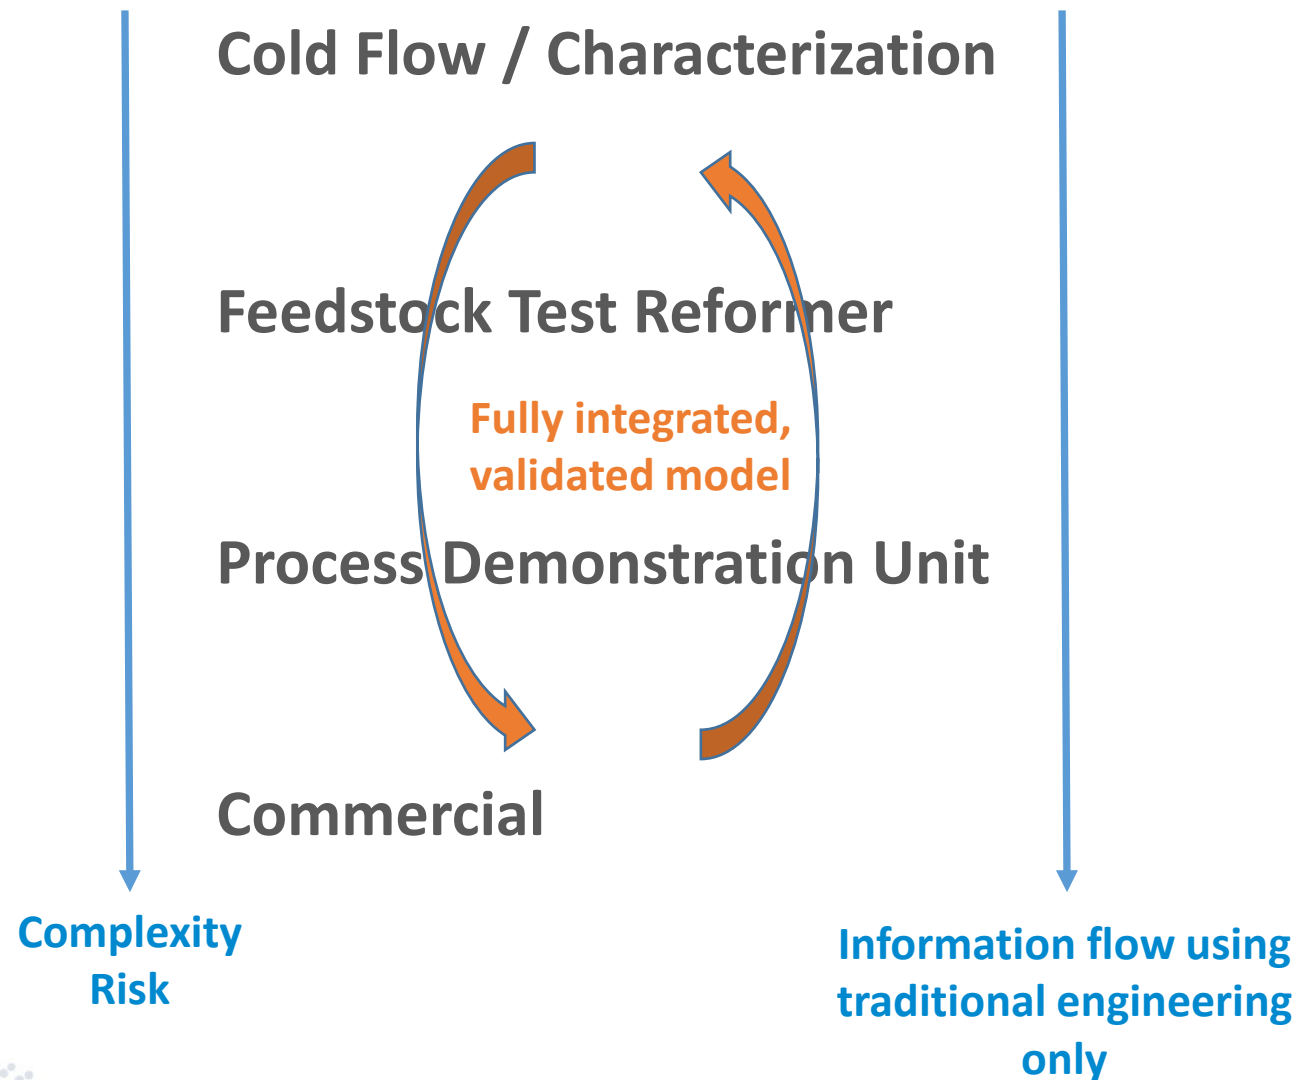 Cold Flow / Characterization
Feedstock Test Reformer
Fully integrated,
validated model
Process Demonstration Unit
Commercial
Complexity
Risk
Information flow using
traditional engineering
only